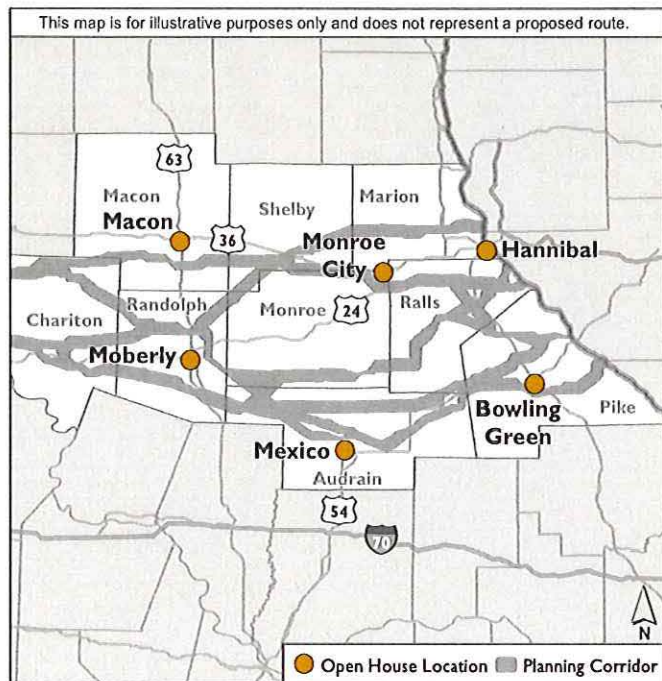 This map is for illustrative purposes only and does not represent a proposed route.
63
Macon
Macon
Shelby
Marion
36
Monroe
City
Hannibal
Chariton
Randolph
Monroe
24
Ralls
Moberly
Bowling
Green
Pike
Mexico
Audrain
54
70
N
Open House Location
Planning Corridor